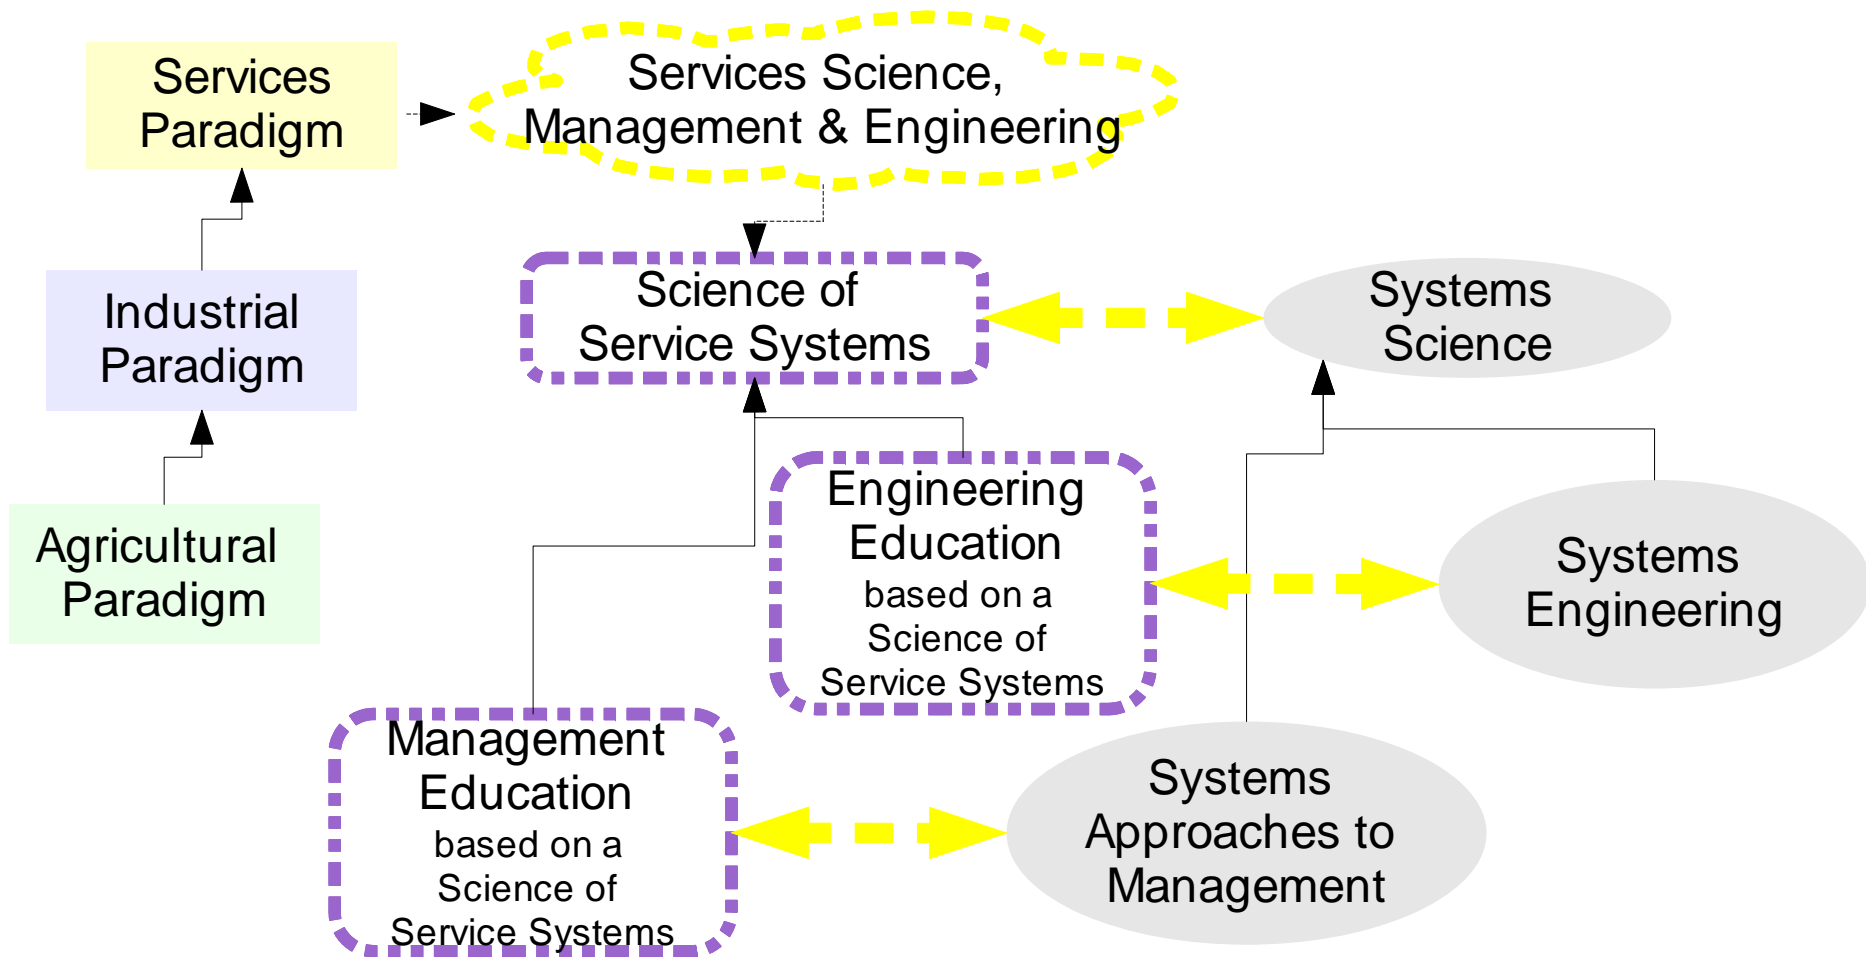 Services
Paradigm
Services Science,
Management & Engineering
Industrial
Paradigm
Science of
Service Systems
Systems
Science
Agricultural
Paradigm
Engineering
Education
based on a
Science of
Service Systems
Systems
Engineering
Management
Education
based on a
Science of
Service Systems
Systems
Approaches to
Management